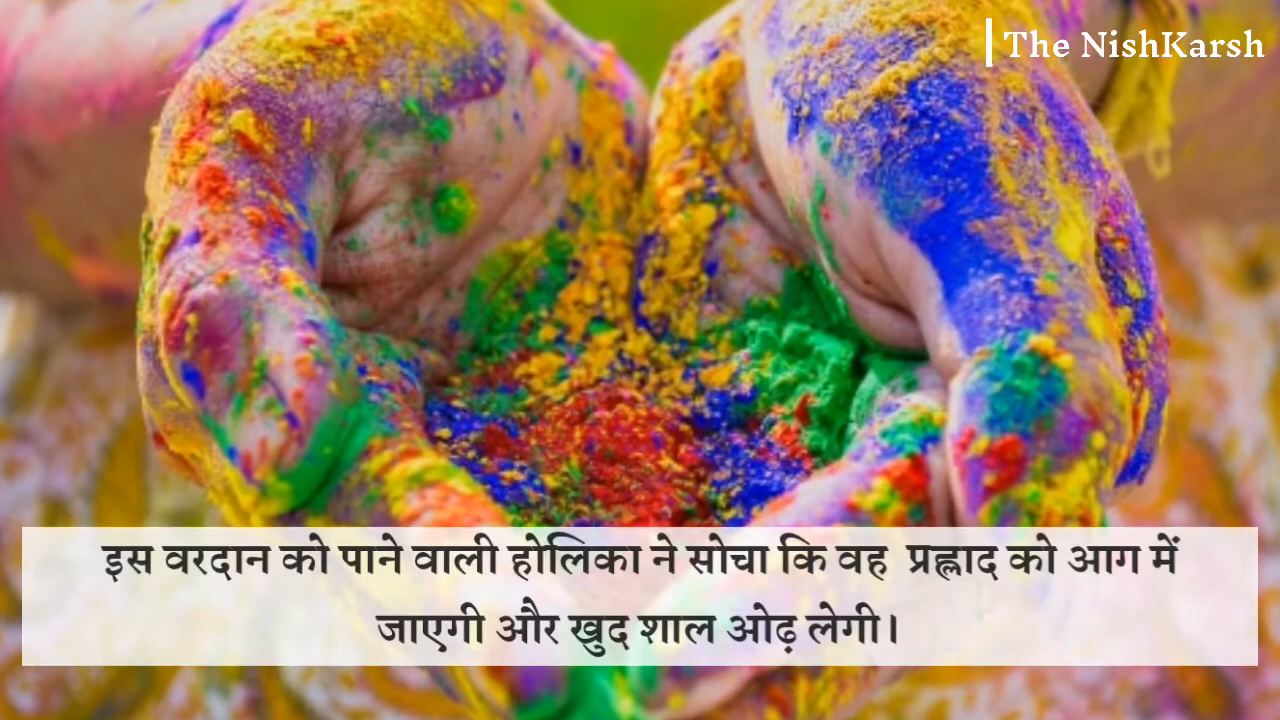 The NishKarsh
इस वरदान को पाने वाली होलिका ने सोचा कि वह प्रह्लाद को आग में
जाएगी और खुद शाल ओढ़ लेगी।